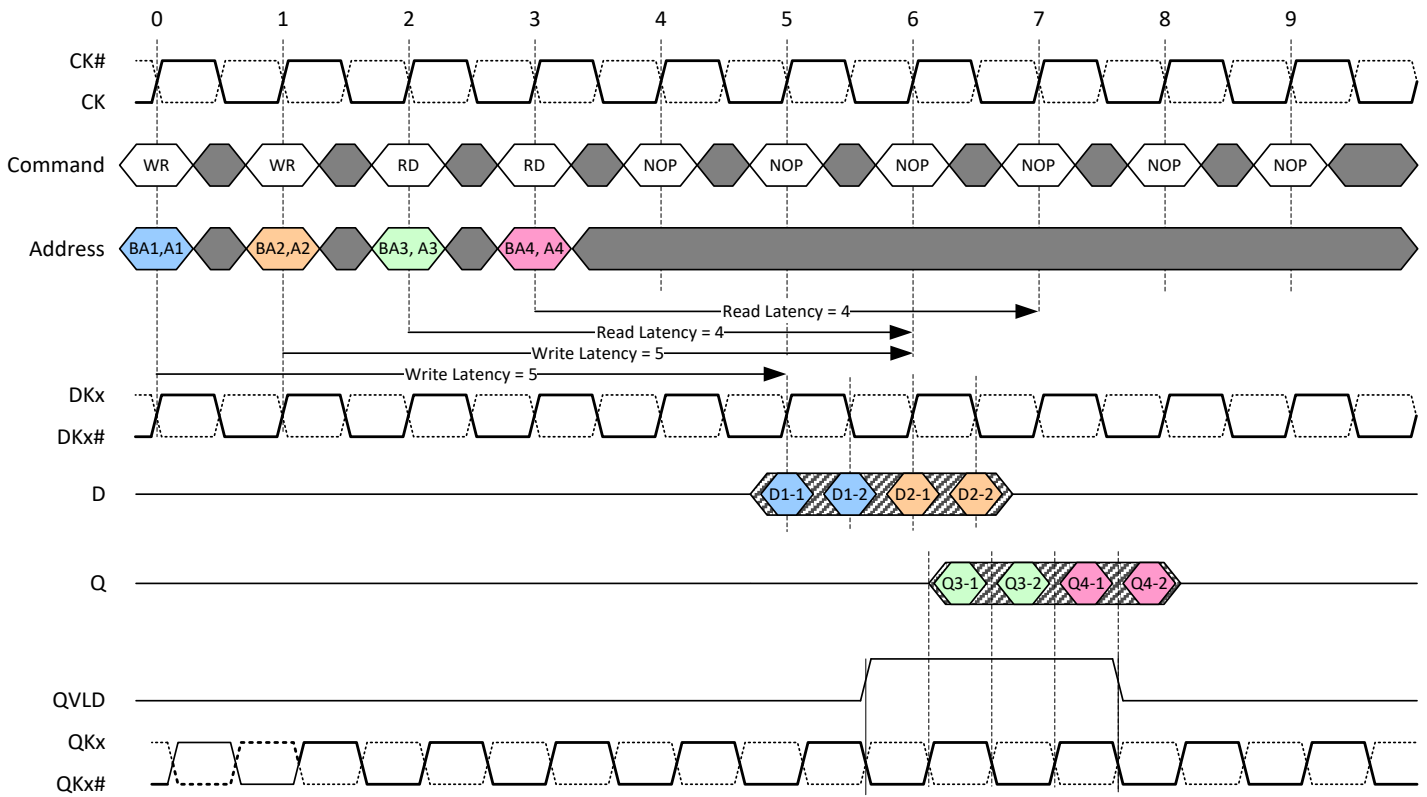 0 1 2 3 4 5 6 7 8 9
CK#
CK
Command WR WR RD RD NOP NOP NOP NOP NOP NOP
Address BA1,A1 BA2,A2 BA3, A3 BA4, A4
Read Latency = 4
Read Latency = 4
Write Latency = 5
Write Latency = 5
DKx
DKx#
D D1-1 D1-2 D2-1 D2-2
Q Q3-1 Q3-2 Q4-1 Q4-2
QVLD
QKx
QKx#